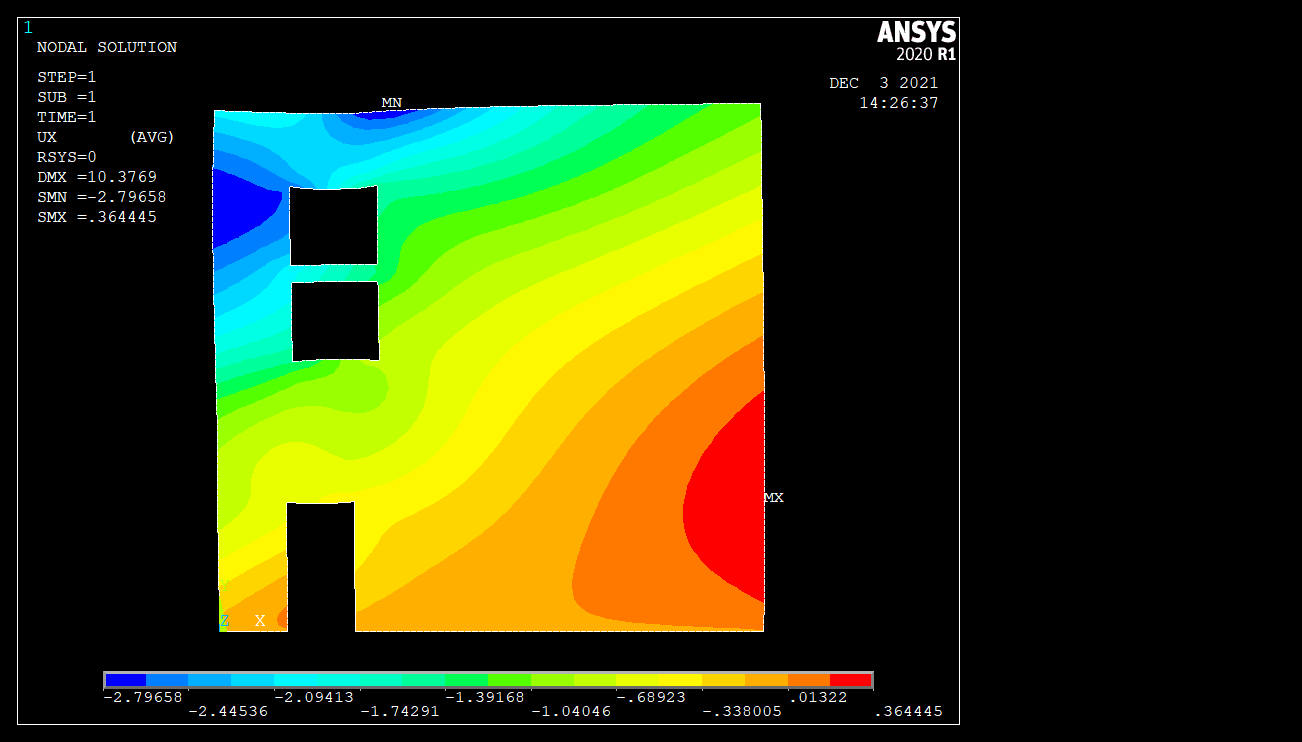 1
NODAL SOLUTION
STEP=1
SUB =1
TIME=1
UX (AVG)
RSYS=0
DMX =10.3769
SMN =-2.79658
SMX =.364445
ANSYS
2020 R1
DEC 3 2021
14:26:37
MN
MX
Y
Z X
-2.79658 -2.09413 -1.39168 -.68923 .01322
-2.44536 -1.74291 -1.04046 -.338005 .364445